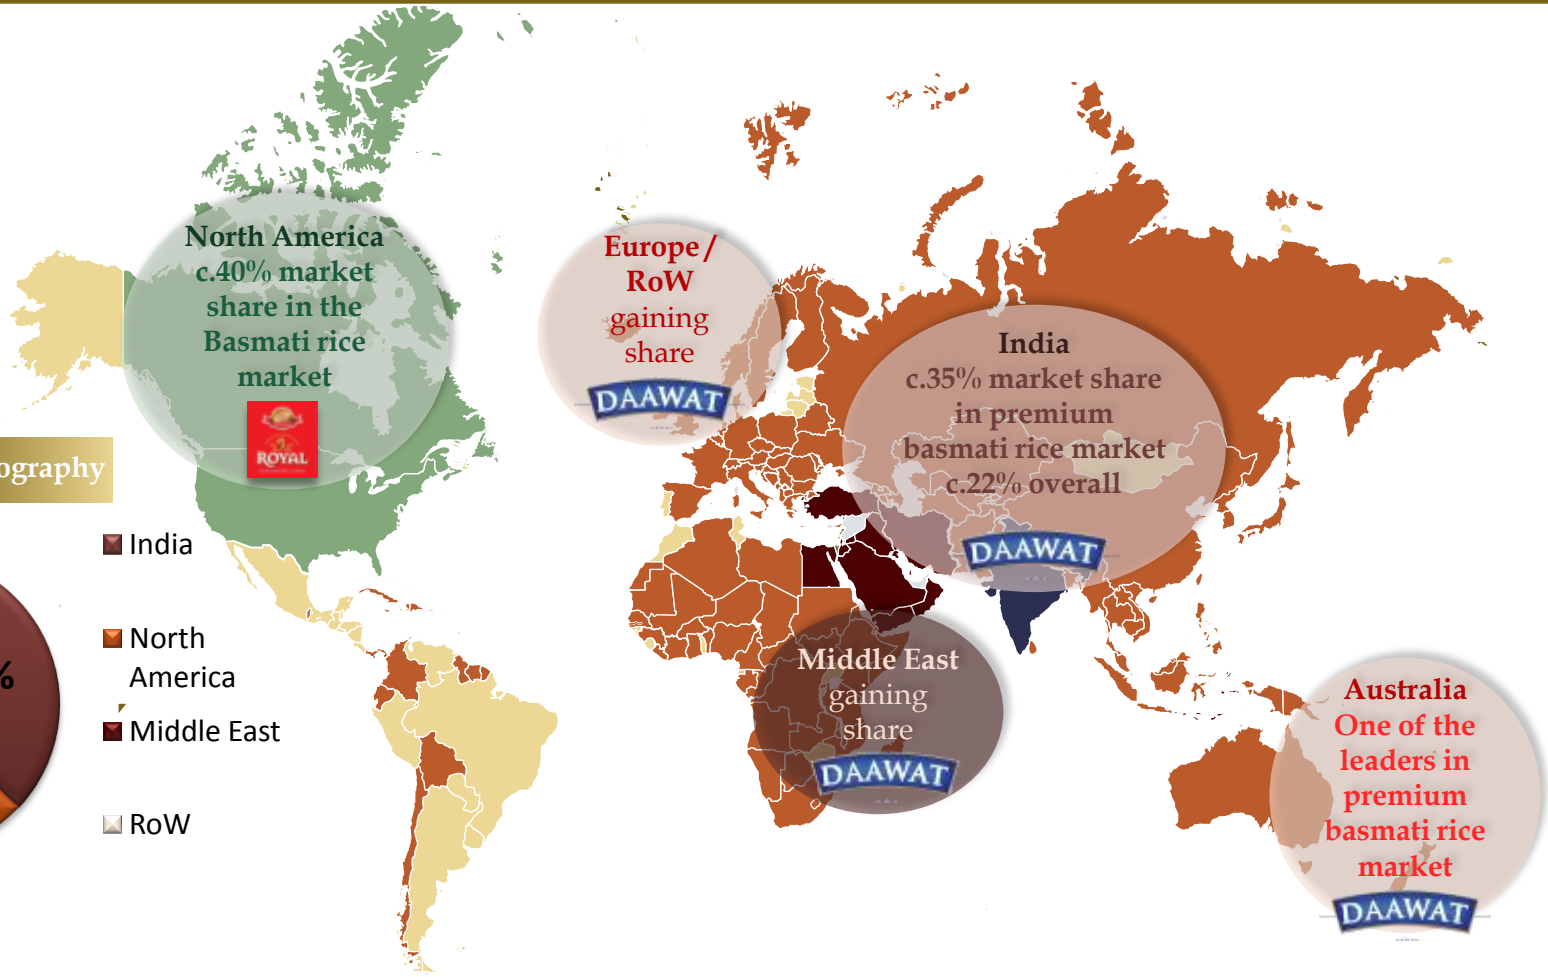 North America
c.40% market
share in the
Basmati rice
market
ROYAL
Europe /
RoW
gaining
share
DAAWAT
India
c.35% market share
in premium
basmati rice market
c.22% overall
DAAWAT
ography
India
North
America
Middle East
RoW
%
Middle East
gaining
share
DAAWAT
Australia
One of the
leaders in
premium
basmati rice
market
DAAWAT